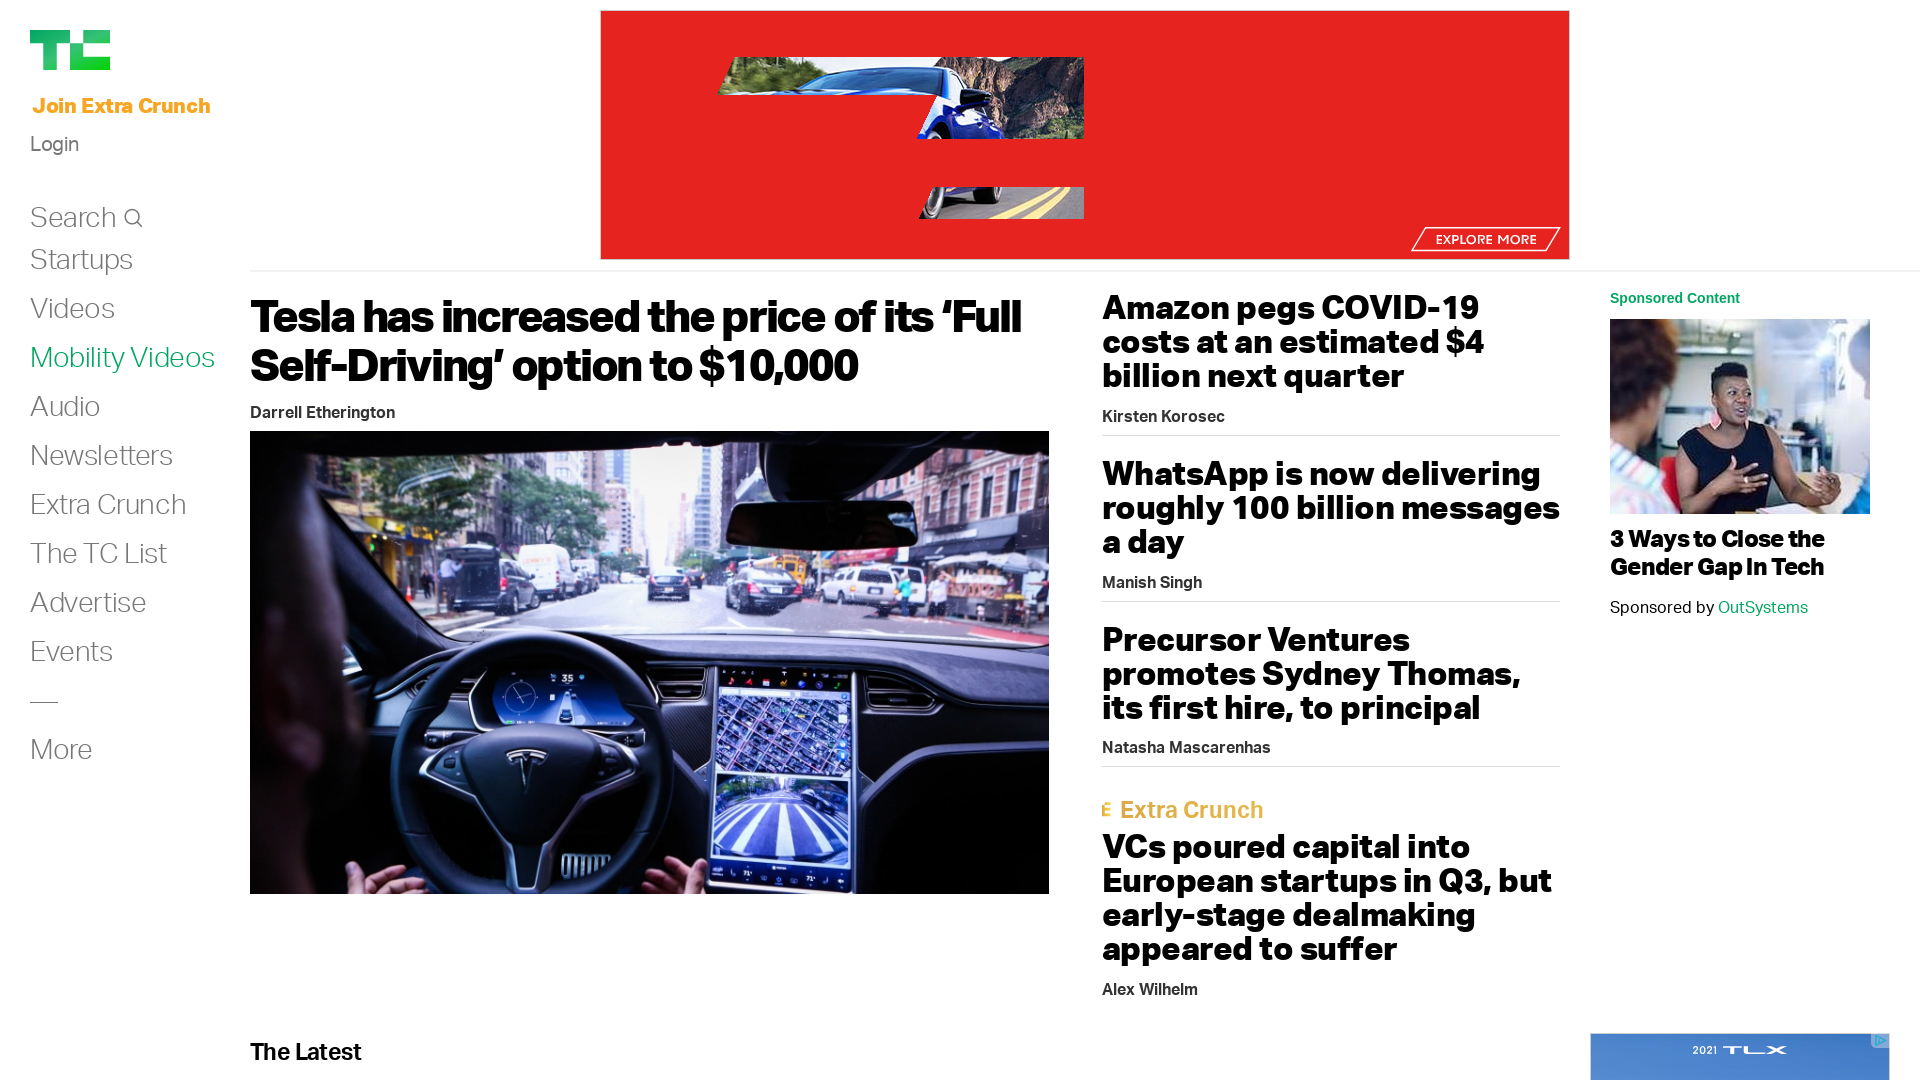 TC
Join Extra Crunch
Login
Search
Startups
Videos
Mobility Videos
Audio
Newsletters
Extra Crunch
The TC List
Advertise
Events
More
EXPLORE MORE
Tesla has increased the price of its ‘Full
Self-Driving’ option to $10,000
Darrell Etherington
35
Amazon pegs COVID-19
costs at an estimated $4
billion next quarter
Kirsten Korosec
WhatsApp is now delivering
roughly 100 billion messages
a day
Manish Singh
Precursor Ventures
promotes Sydney Thomas,
its first hire, to principal
Natasha Mascarenhas
Extra Crunch
VCs poured capital into
European startups in Q3, but
early-stage dealmaking
appeared to suffer
Alex Wilhelm
Sponsored Content
3 Ways to Close the
Gender Gap In Tech
Sponsored by OutSystems
The Latest
2021 TLX